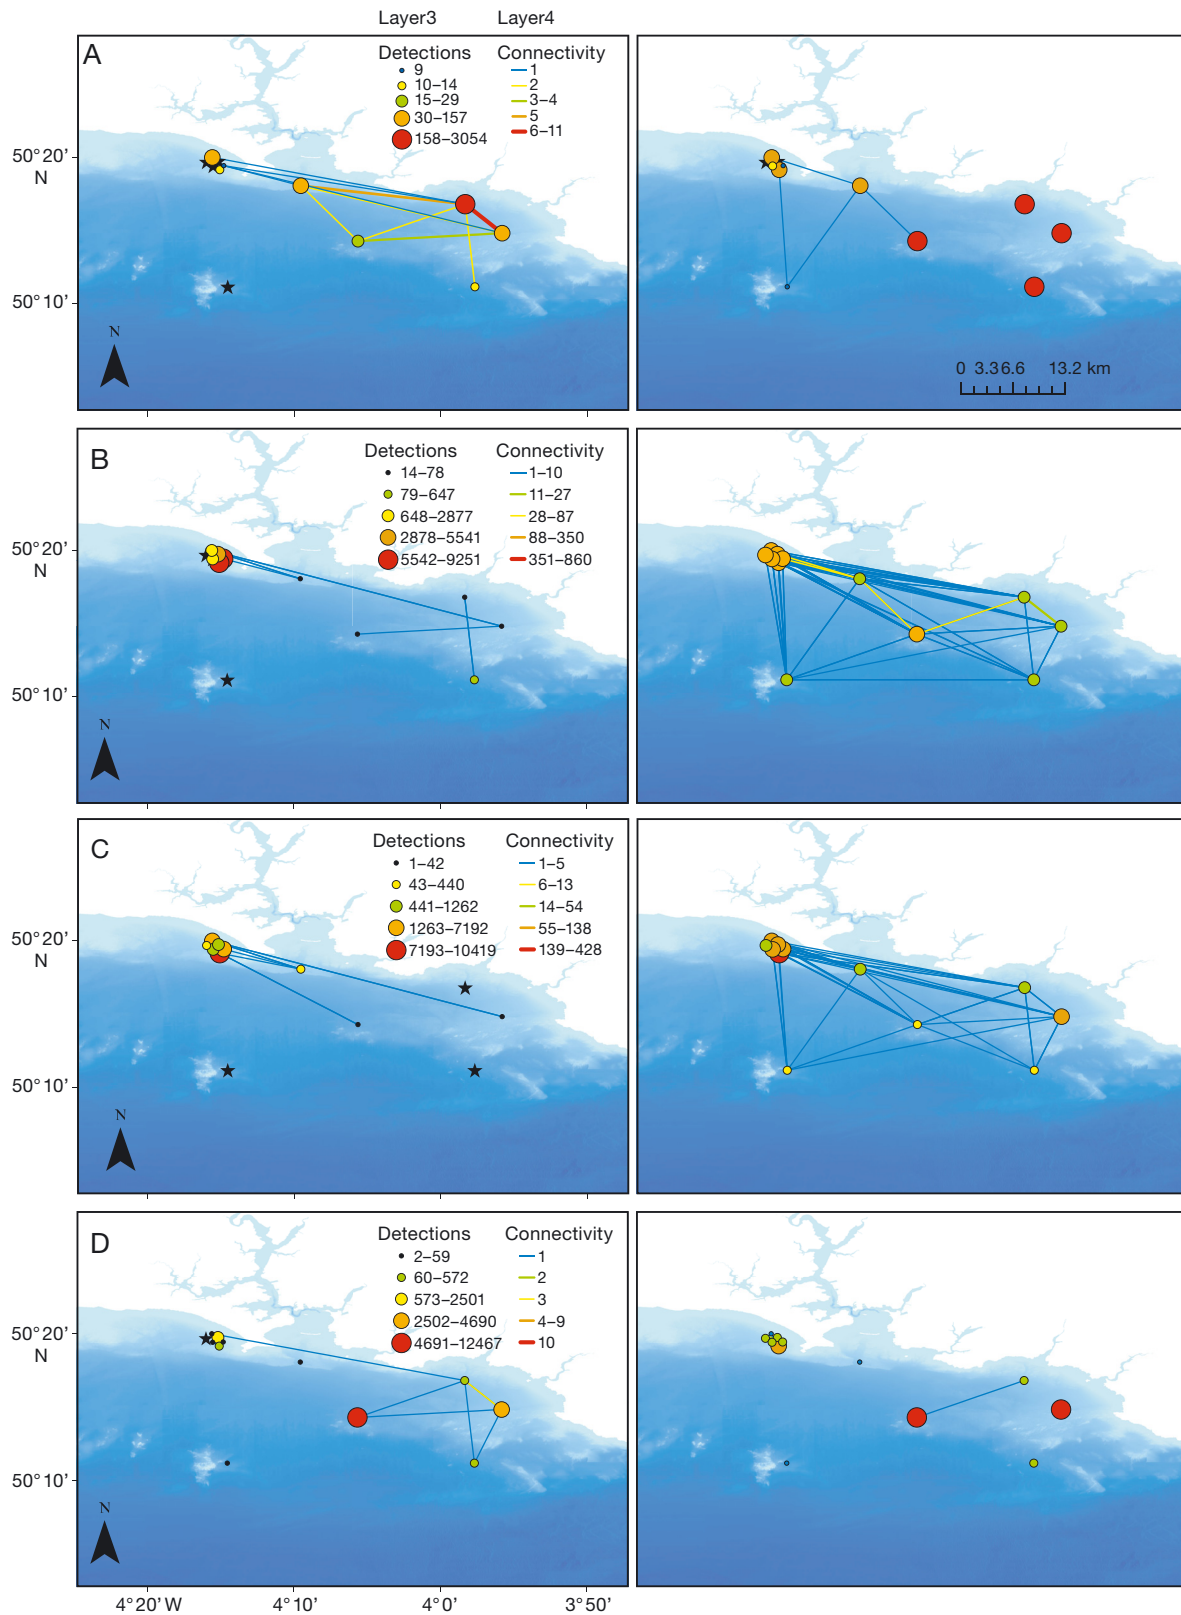 Layer3 Layer4
A
Detections Connectivity
9 1
10–14 2
15–29 3–4
30–157 5
158–3054 6–11
50° 20'
N
50° 10'
N
0 3.3 6.6 13.2 km
B
Detections Connectivity
14–78 1–10
79–647 11–27
648–2877 28–87
2878–5541 88–350
5542–9251 351–860
50° 20'
N
50° 10'
N
C
Detections Connectivity
1–42 1–5
43–440 6–13
441–1262 14–54
1263–7192 55–138
7193–10419 139–428
50° 20'
N
50° 10'
N
D
Detections Connectivity
2–59 1
60–572 2
573–2501 3
2502–4690 4–9
4691–12467 10
50° 20'
N
50° 10'
N
4° 20' W 4° 10' 4° 0' 3° 50'